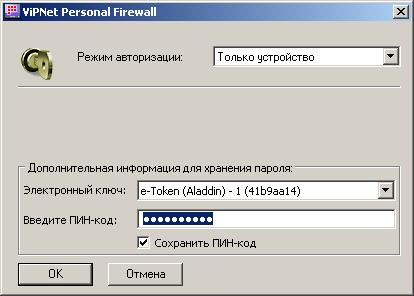 ViPNet Personal Firewall
Режим авторизации: Только устройство
Дополнительная информация для хранения пароля:
Электронный ключ: e-Token (Aladdin) - 1 (41b9aa14)
Введите ПИН-код: ••••••••••
Сохранить ПИН-код
OK Отмена